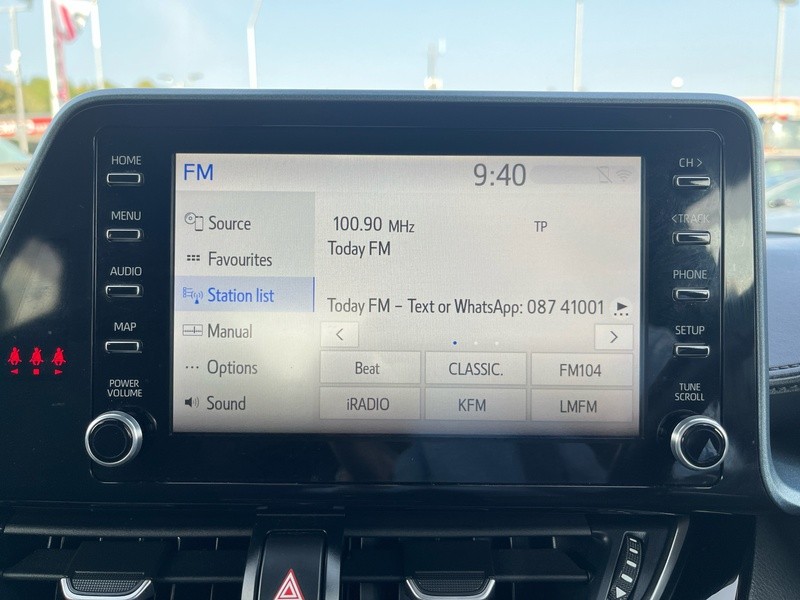 HOME
MENU
AUDIO
MAP
POWER
VOLUME
FM
9:40
Source
Favourites
Station list
Manual
Options
Sound
100.90 MHz
TP
Today FM
Today FM – Text or WhatsApp: 087 41001
Beat
CLASSIC.
FM104
iRADIO
KFM
LMFM
CH >
< TRACK
PHONE
SETUP
TUNE
SCROLL